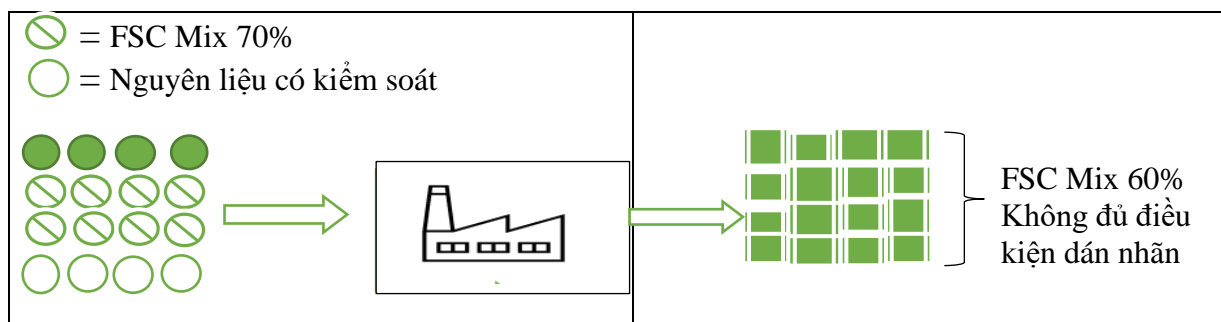 = FSC Mix 70%
= Nguyên liệu có kiểm soát
FSC Mix 60%
Không đủ điều
kiện dán nhãn